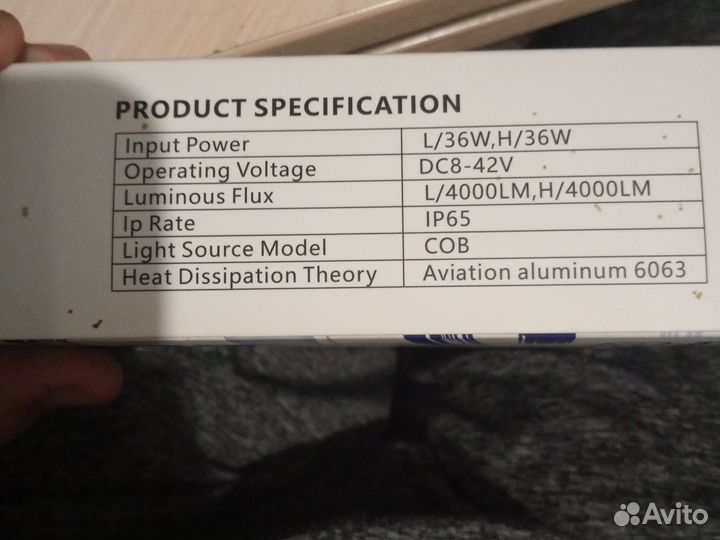 PRODUCT SPECIFICATION
Input Power L/36W,H/36W
Operating Voltage DC8-42V
Luminous Flux L/4000LM,H/4000LM
Ip Rate IP65
Light Source Model COB
Heat Dissipation Theory Aviation aluminum 6063
Avito